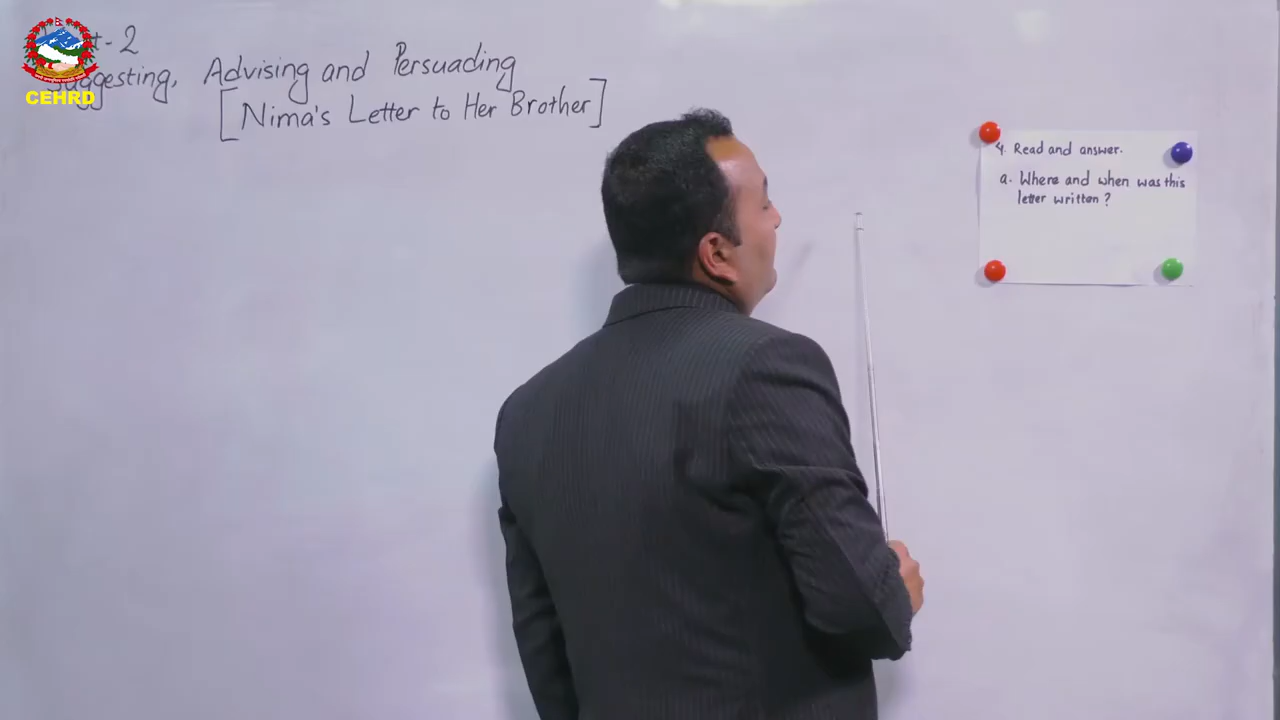 -2
Suggesting, Advising and Persuading
[Nima's Letter to Her Brother]
CEHRD
4. Read and answer.
a. Where and when was this
letter written?